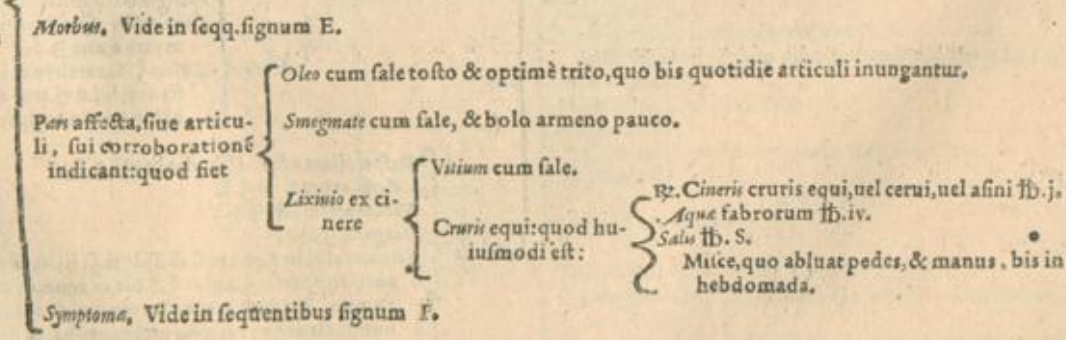 Morbus, Vide in ſeqq. ſignum E.
Oleo cum ſale toſto & optimè trito, quo bis quotidie articuli inungantur.
Pars affecta, ſiue articu-
li, ſui corroborationẽ
indicant: quod fiet
Smegmate cum ſale, & bolo armeno pauco.
Lixiuio ex ci-
nere
Vitium cum ſale.
Cruris equi: quod hu-
iuſmodi eſt:
℞. Cineris cruris equi, uel cerui, uel aſini ℔. j.
Aquæ fabrorum ℔. iv.
Salis ℔. S.
Miſce, quo abluat pedes, & manus, bis in
hebdomada.
Symptoma, Vide in ſequentibus ſignum F.